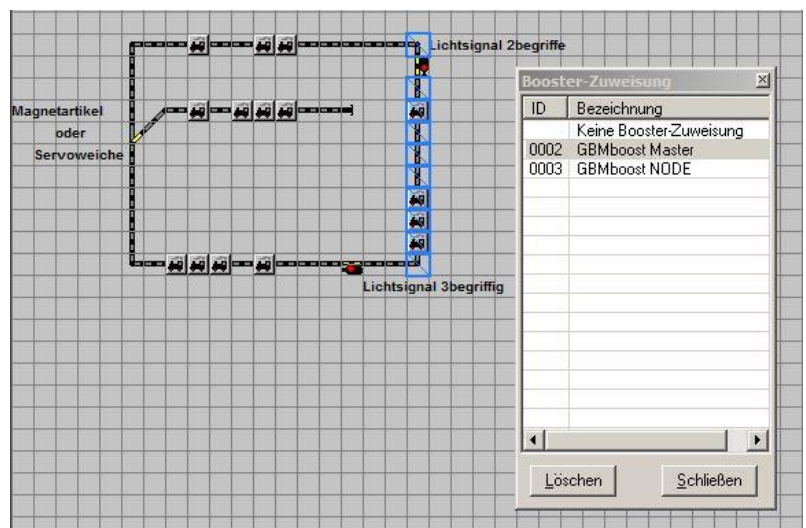 Lichtsignal 2begriffe
Magnetartikel
oder
Servoweiche
Lichtsignal 3begriffig
Booster-Zuweisung
ID Bezeichnung
Keine Booster-Zuweisung
0002 GBMboost Master
0003 GBMboost NODE
Löschen Schließen